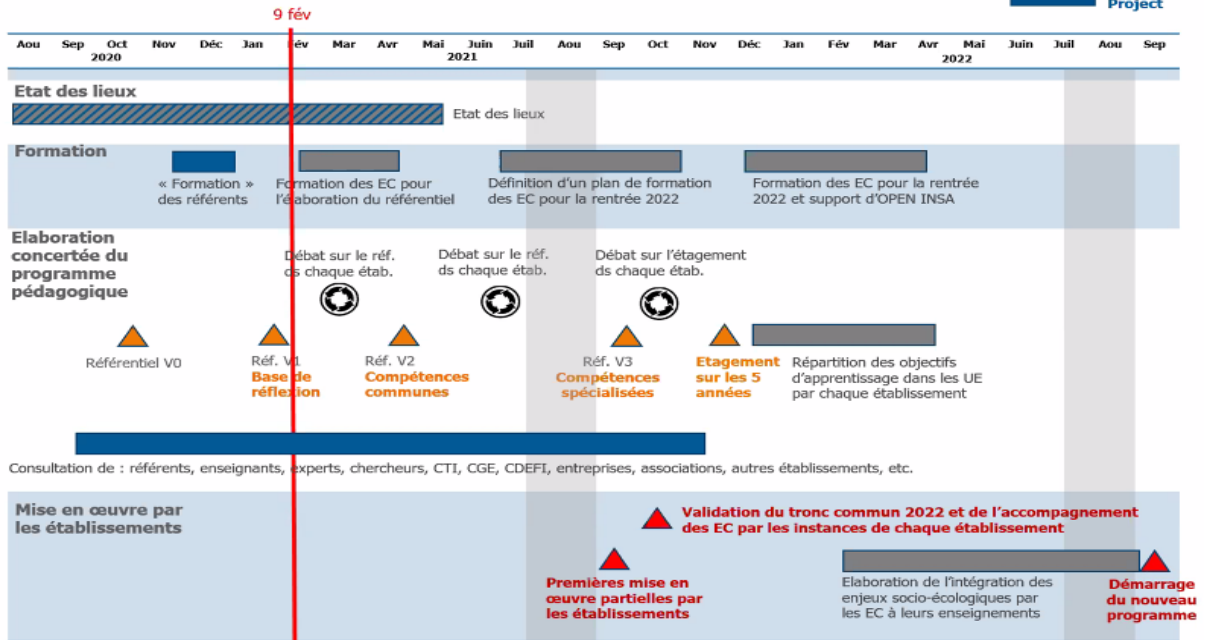 Project
9 fév
Aou Sep Oct Nov Déc Jan Fév Mar Avr Mai Juin Juil Aou Sep Oct Nov Déc Jan Fév Mar Avr Mai Juin Juil Aou Sep
2020 2021 2022
Etat des lieux
Etat des lieux
Formation
« Formation »
des référents
Formation des EC pour
l'élaboration du référentiel
Définition d'un plan de formation
des EC pour la rentrée 2022
Formation des EC pour la rentrée
2022 et support d'OPEN INSA
Elaboration
concertée du
programme
pédagogique
Débat sur le réf.
ds chaque étab.
Débat sur le réf.
ds chaque étab.
Débat sur l'étagement
ds chaque étab.
Référentiel V0
Réf. V1
Base de
réflexion
Réf. V2
Compétences
communes
Réf. V3
Compétences
spécialisées
Etagement
sur les 5
années
Répartition des objectifs
d'apprentissage dans les UE
par chaque établissement
Consultation de : référents, enseignants, experts, chercheurs, CTI, CGE, CDEFI, entreprises, associations, autres établissements, etc.
Mise en œuvre par
les établissements
Validation du tronc commun 2022 et de l'accompagnement
des EC par les instances de chaque établissement
Premières mise en
œuvre partielles par
les établissements
Elaboration de l'intégration des
enjeux socio-écologiques par
les EC à leurs enseignements
Démarrage
du nouveau
programme